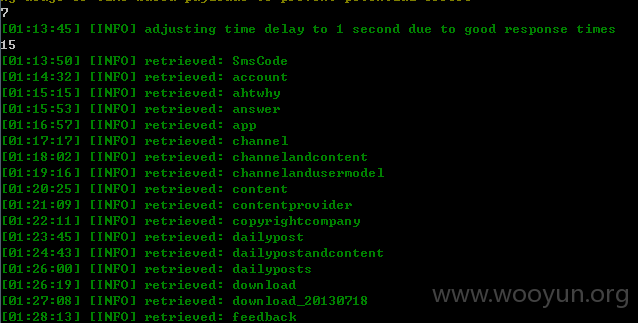 7
[01:13:45] [INFO] adjusting time delay to 1 second due to good response times
15
[01:13:50] [INFO] retrieved: SmsCode
[01:14:32] [INFO] retrieved: account
[01:15:15] [INFO] retrieved: ahtwhy
[01:15:53] [INFO] retrieved: answer
[01:16:57] [INFO] retrieved: app
[01:17:17] [INFO] retrieved: channel
[01:18:02] [INFO] retrieved: channelandcontent
[01:19:16] [INFO] retrieved: channelandusermodel
[01:20:25] [INFO] retrieved: content
[01:21:09] [INFO] retrieved: contentprovider
[01:22:11] [INFO] retrieved: copyrightcompany
[01:23:45] [INFO] retrieved: dailypost
[01:24:43] [INFO] retrieved: dailypostandcontent
[01:26:00] [INFO] retrieved: dailyposts
[01:26:19] [INFO] retrieved: download
[01:27:08] [INFO] retrieved: download_20130718
[01:28:13] [INFO] retrieved: feedback
www.wooyun.org